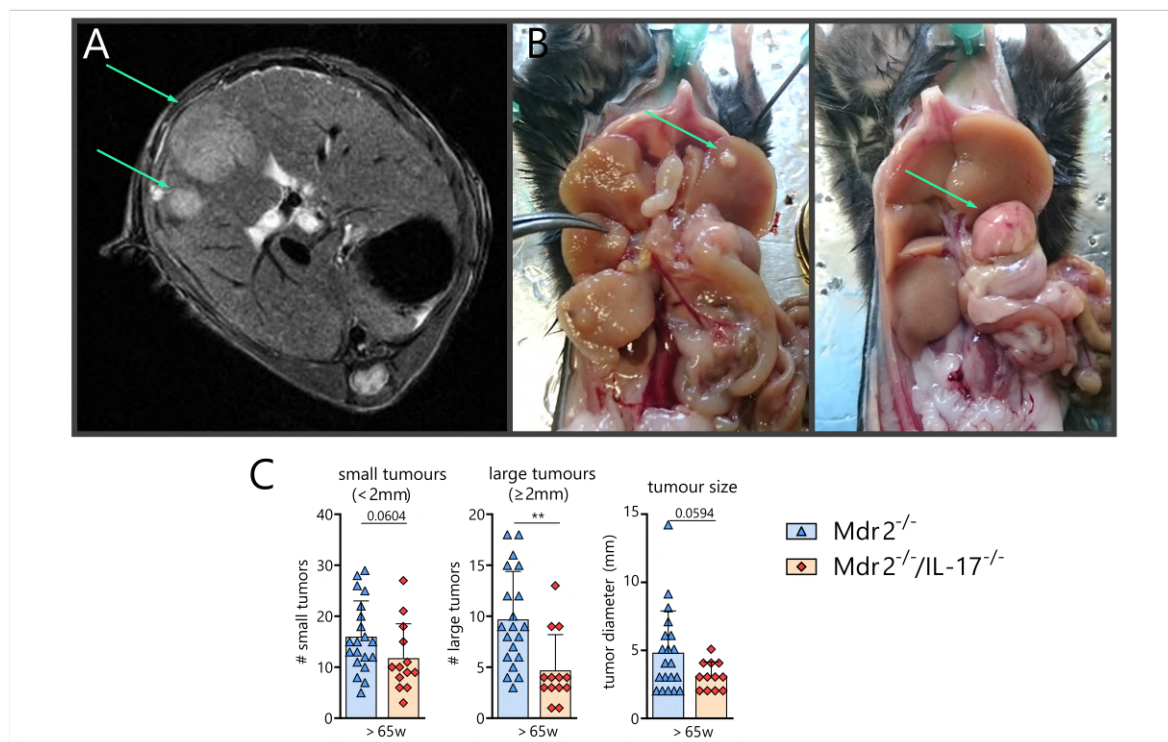 A
B
C
small tumours
(<2mm)
# small tumors
40
30
20
10
0
0.0604
> 65w
large tumours
(≥2mm)
# large tumors
20
15
10
5
0
**
> 65w
tumour size
tumor diameter (mm)
15
10
5
0
0.0594
> 65w
Mdr2-/-
Mdr2-/-/IL-17-/-